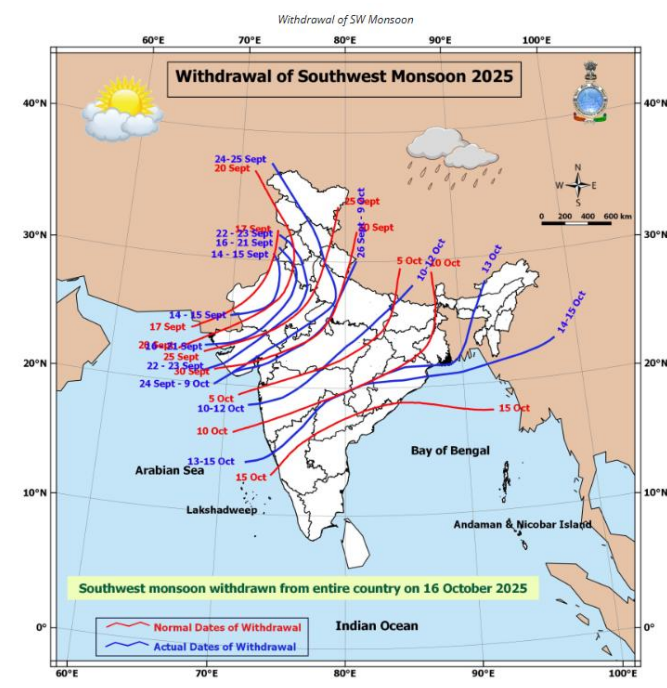 Withdrawal of SW Monsoon
60°E 70°E 80°E 90°E 100°E
Withdrawal of Southwest Monsoon 2025
40°N 40°N
N
W E
S
0 200 400 600 km
24-25 Sept
20 Sept
25 Sept
26 Sept - 9 Oct
30 Sept
17 Sept
22 - 23 Sept
16 - 21 Sept
14 - 15 Sept
30°N 30°N
5 Oct
10 Oct
10-12 Oct
13 Oct
14-15 Oct
14 - 15 Sept
17 Sept
16 - 21 Sept
25 Sept
22 - 23 Sept
30 Sept
24 Sept - 9 Oct
20°N 20°N
5 Oct
10-12 Oct
10 Oct
15 Oct
13-15 Oct
15 Oct
Arabian Sea
Bay of Bengal
10°N 10°N
Lakshadweep
Andaman & Nicobar Island
Southwest monsoon withdrawn from entire country on 16 October 2025
0° 0°
Normal Dates of Withdrawal
Actual Dates of Withdrawal
Indian Ocean
60°E 70°E 80°E 90°E 100°E